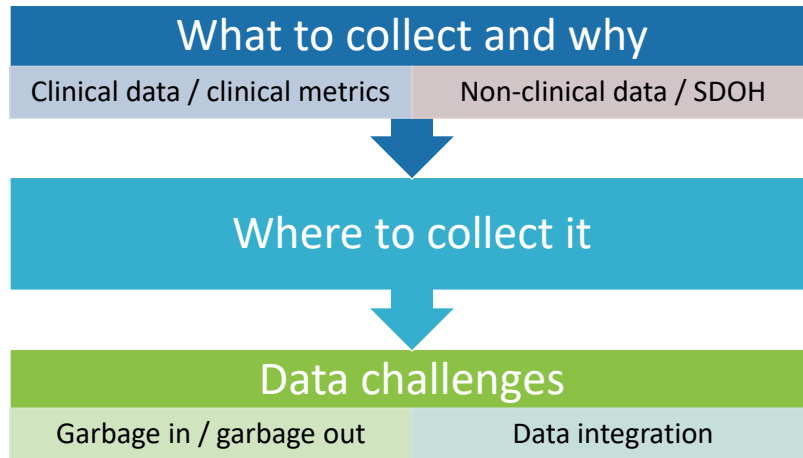 What to collect and why
Clinical data / clinical metrics
Non-clinical data / SDOH
Where to collect it
Data challenges
Garbage in / garbage out
Data integration